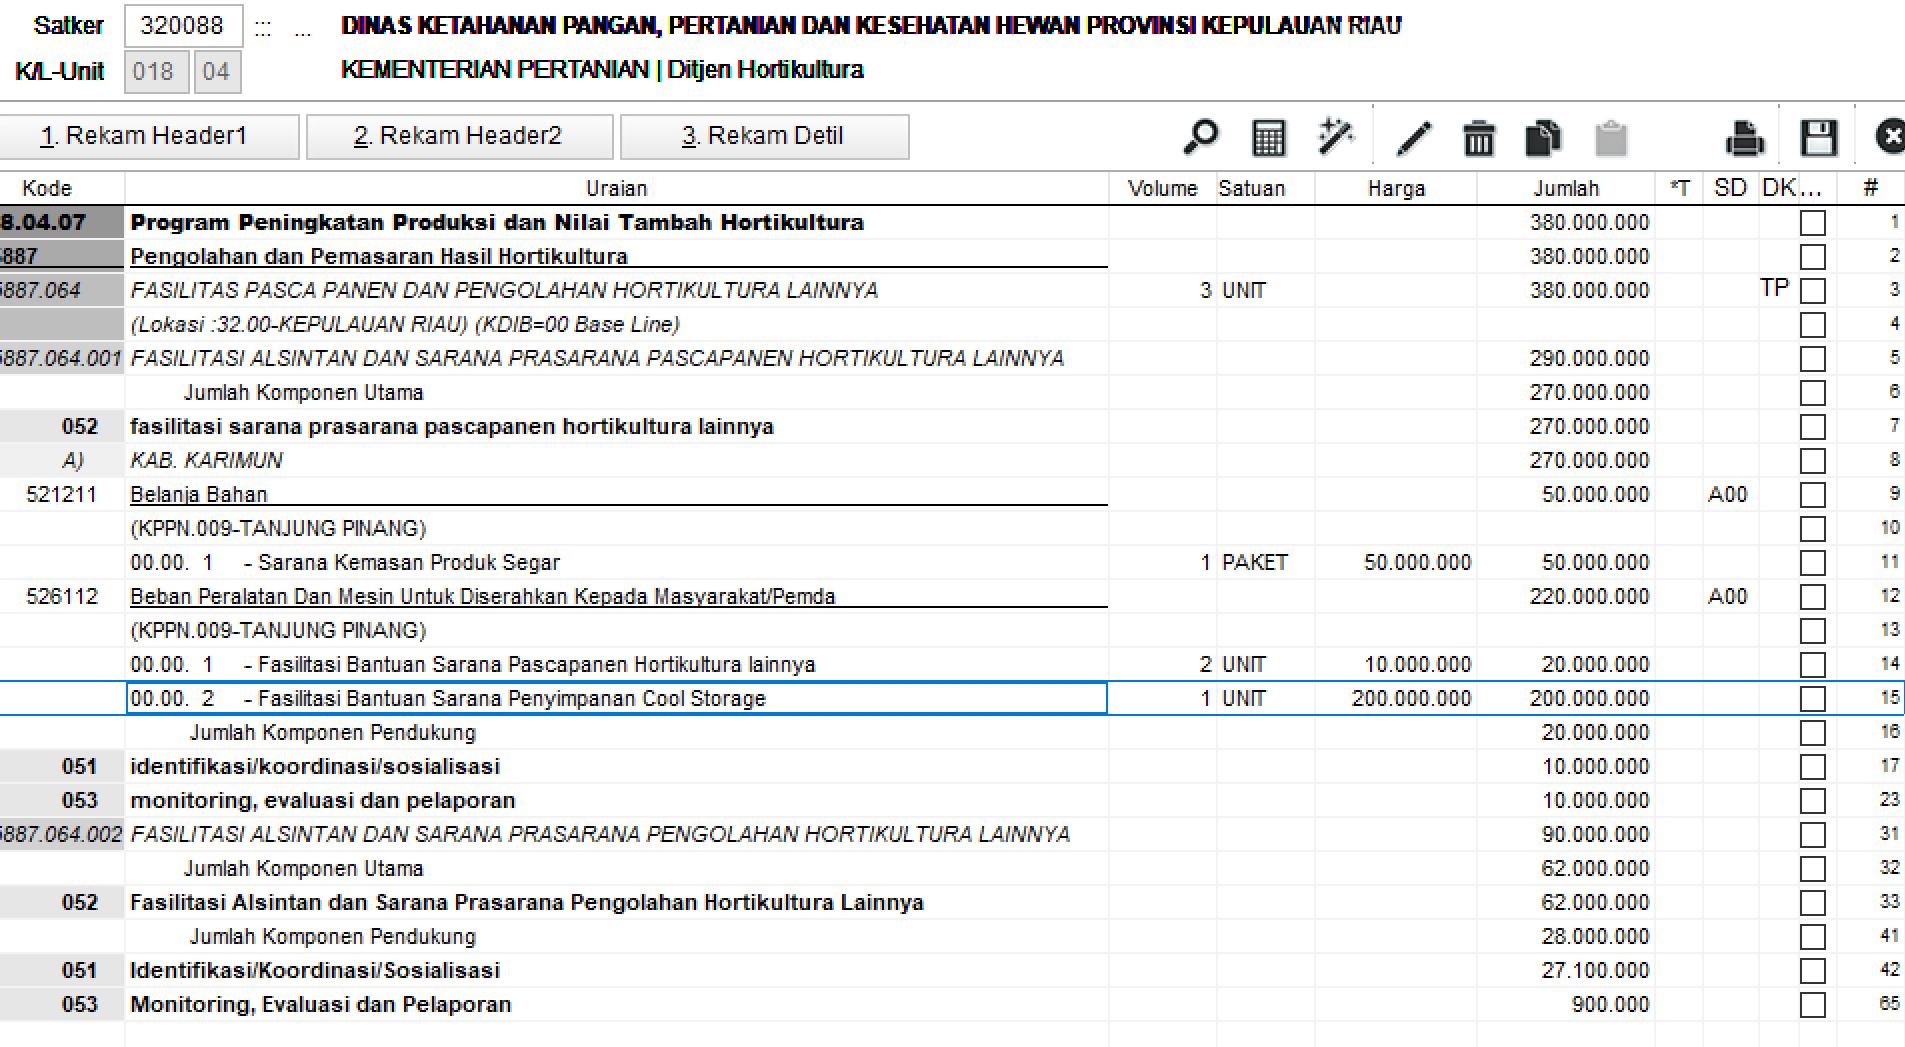 Satker 320088 ::: ... DINAS KETAHANAN PANGAN, PERTANIAN DAN KESEHATAN HEWAN PROVINSI KEPULAUAN RIAU
K/L-Unit 018 04 KEMENTERIAN PERTANIAN | Ditjen Hortikultura
1. Rekam Header1 2. Rekam Header2 3. Rekam Detil
Kode Uraian Volume Satuan Harga Jumlah *T SD DK ... #
8.04.07 Program Peningkatan Produksi dan Nilai Tambah Hortikultura 380.000.000 1
887 Pengolahan dan Pemasaran Hasil Hortikultura 380.000.000 2
5887.064 FASILITAS PASCA PANEN DAN PENGOLAHAN HORTIKULTURA LAINNYA 3 UNIT 380.000.000 TP 3
(Lokasi :32.00-KEPULAUAN RIAU) (KDIB=00 Base Line) 4
5887.064.001 FASILITASI ALSINTAN DAN SARANA PRASARANA PASCAPANEN HORTIKULTURA LAINNYA 290.000.000 5
Jumlah Komponen Utama 270.000.000 6
052 fasilitasi sarana prasarana pascapanen hortikultura lainnya 270.000.000 7
A) KAB. KARIMUN 270.000.000 8
521211 Belanja Bahan 50.000.000 A00 9
(KPPN.009-TANJUNG PINANG) 10
00.00. 1 - Sarana Kemasan Produk Segar 1 PAKET 50.000.000 50.000.000 11
526112 Beban Peralatan Dan Mesin Untuk Diserahkan Kepada Masyarakat/Pemda 220.000.000 A00 12
(KPPN.009-TANJUNG PINANG) 13
00.00. 1 - Fasilitasi Bantuan Sarana Pascapanen Hortikultura lainnya 2 UNIT 10.000.000 20.000.000 14
00.00. 2 - Fasilitasi Bantuan Sarana Penyimpanan Cool Storage 1 UNIT 200.000.000 200.000.000 15
Jumlah Komponen Pendukung 20.000.000 16
051 identifikasi/koordinasi/sosialisasi 10.000.000 17
053 monitoring, evaluasi dan pelaporan 10.000.000 23
5887.064.002 FASILITASI ALSINTAN DAN SARANA PRASARANA PENGOLAHAN HORTIKULTURA LAINNYA 90.000.000 31
Jumlah Komponen Utama 62.000.000 32
052 Fasilitasi Alsintan dan Sarana Prasarana Pengolahan Hortikultura Lainnya 62.000.000 33
Jumlah Komponen Pendukung 28.000.000 41
051 Identifikasi/Koordinasi/Sosialisasi 27.100.000 42
053 Monitoring, Evaluasi dan Pelaporan 900.000 65